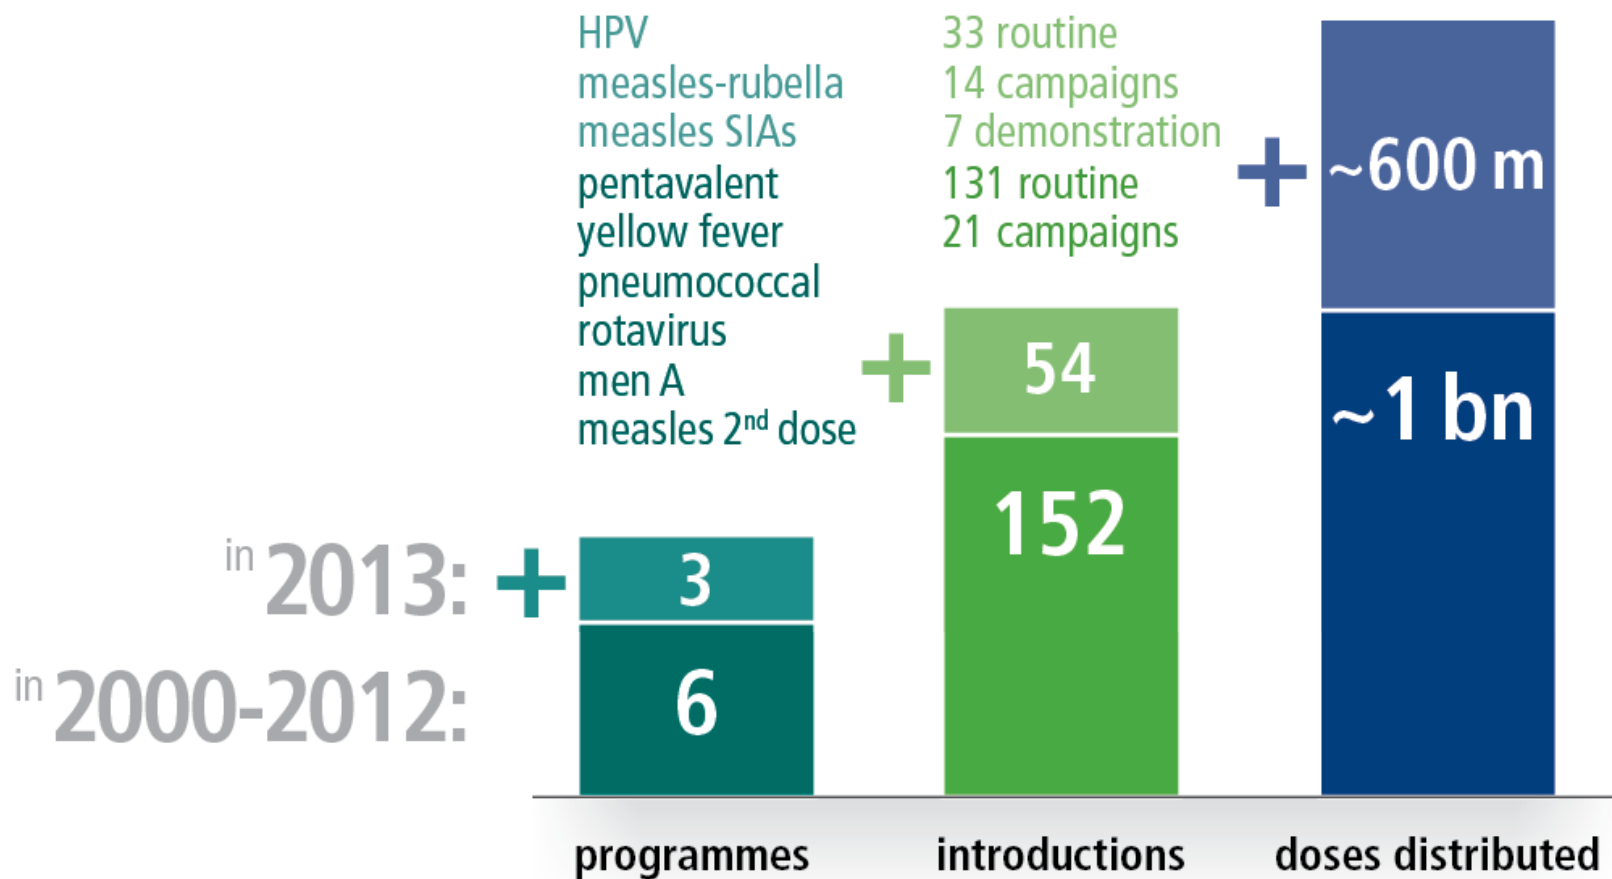 HPV
measles-rubella
measles SIAs
pentavalent
yellow fever
pneumococcal
rotavirus
men A
measles 2nd dose
33 routine
14 campaigns
7 demonstration
131 routine
21 campaigns
+ ~600 m
~1 bn
+ 54
152
in 2013: + 3
in 2000-2012: 6
programmes
introductions
doses distributed